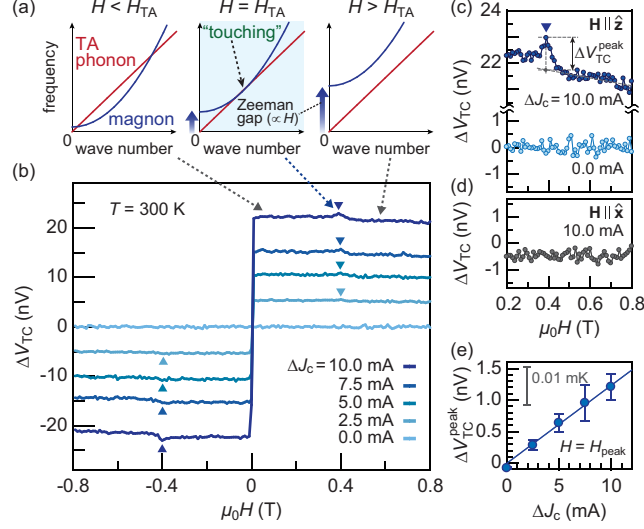 (a)
H < H_TA
H = H_TA
H > H_TA
frequency
TA
phonon
magnon
0
wave number
"touching"
Zeeman
gap (∝H)
0
wave number
0
wave number
(b)
T = 300 K
ΔV_TC (nV)
20
10
0
-10
-20
ΔJ_c = 10.0 mA
7.5 mA
5.0 mA
2.5 mA
0.0 mA
-0.8
-0.4
0
0.4
0.8
μ₀H (T)
(c)
23
22
H || ẑ
ΔV_TC^peak
ΔJ_c = 10.0 mA
ΔV_TC (nV)
1
0
-1
0.0 mA
(d)
ΔV_TC (nV)
1
0
-1
H || x̂
10.0 mA
0.2
0.4
0.6
0.8
μ₀H (T)
(e)
ΔV_TC^peak (nV)
1.5
1.0
0.5
0
0.01 mK
H = H_peak
0
5
10
ΔJ_c (mA)